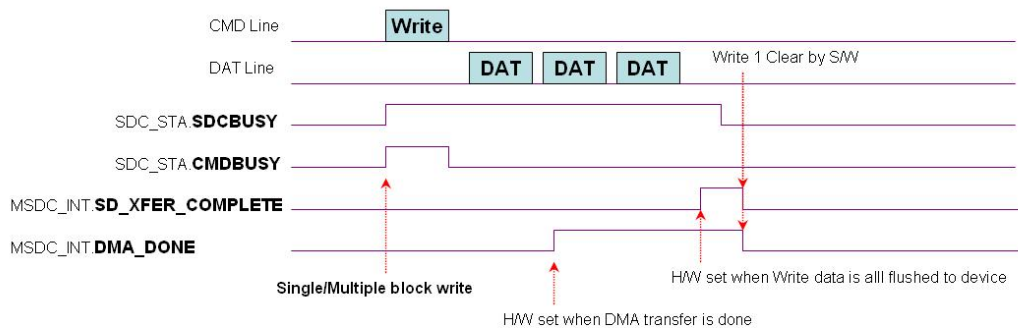 CMD Line
Write
DAT Line
DAT DAT DAT
Write 1 Clear by S/W
SDC_STA.SDCBUSY
SDC_STA.CMDBUSY
MSDC_INT.SD_XFER_COMPLETE
MSDC_INT.DMA_DONE
Single/Multiple block write
H/W set when Write data is alll flushed to device
H/W set when DMA transfer is done